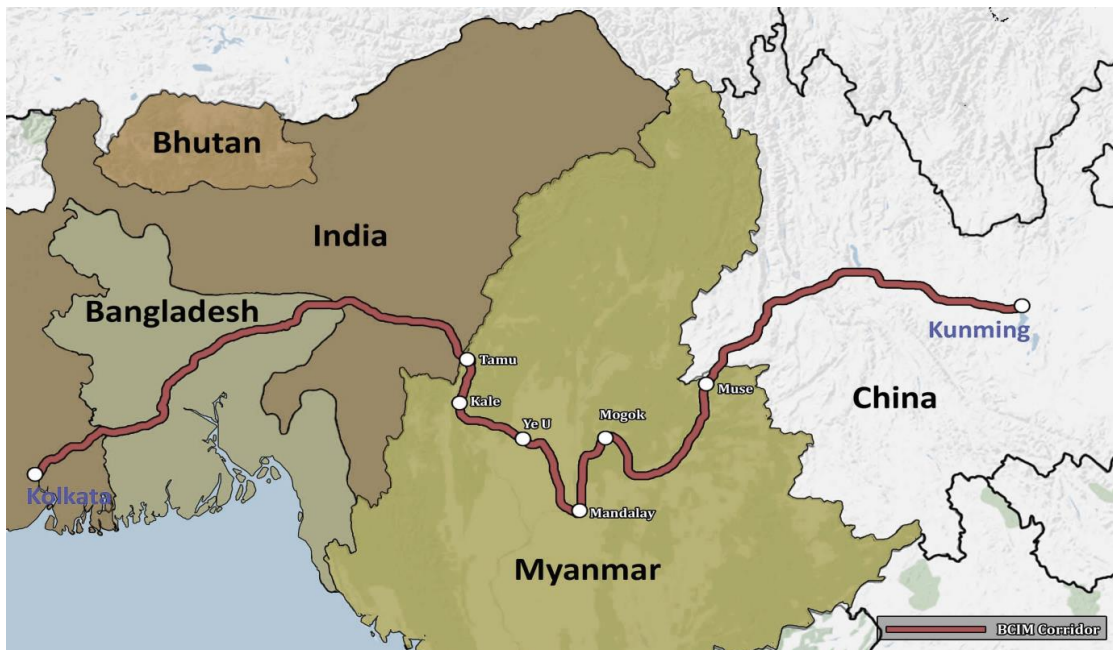 Bhutan
India
Bangladesh
Kunming
Tamu
Muse
China
Kale
Mogok
Ye U
Kolkata
Mandalay
Myanmar
BCIM Corridor